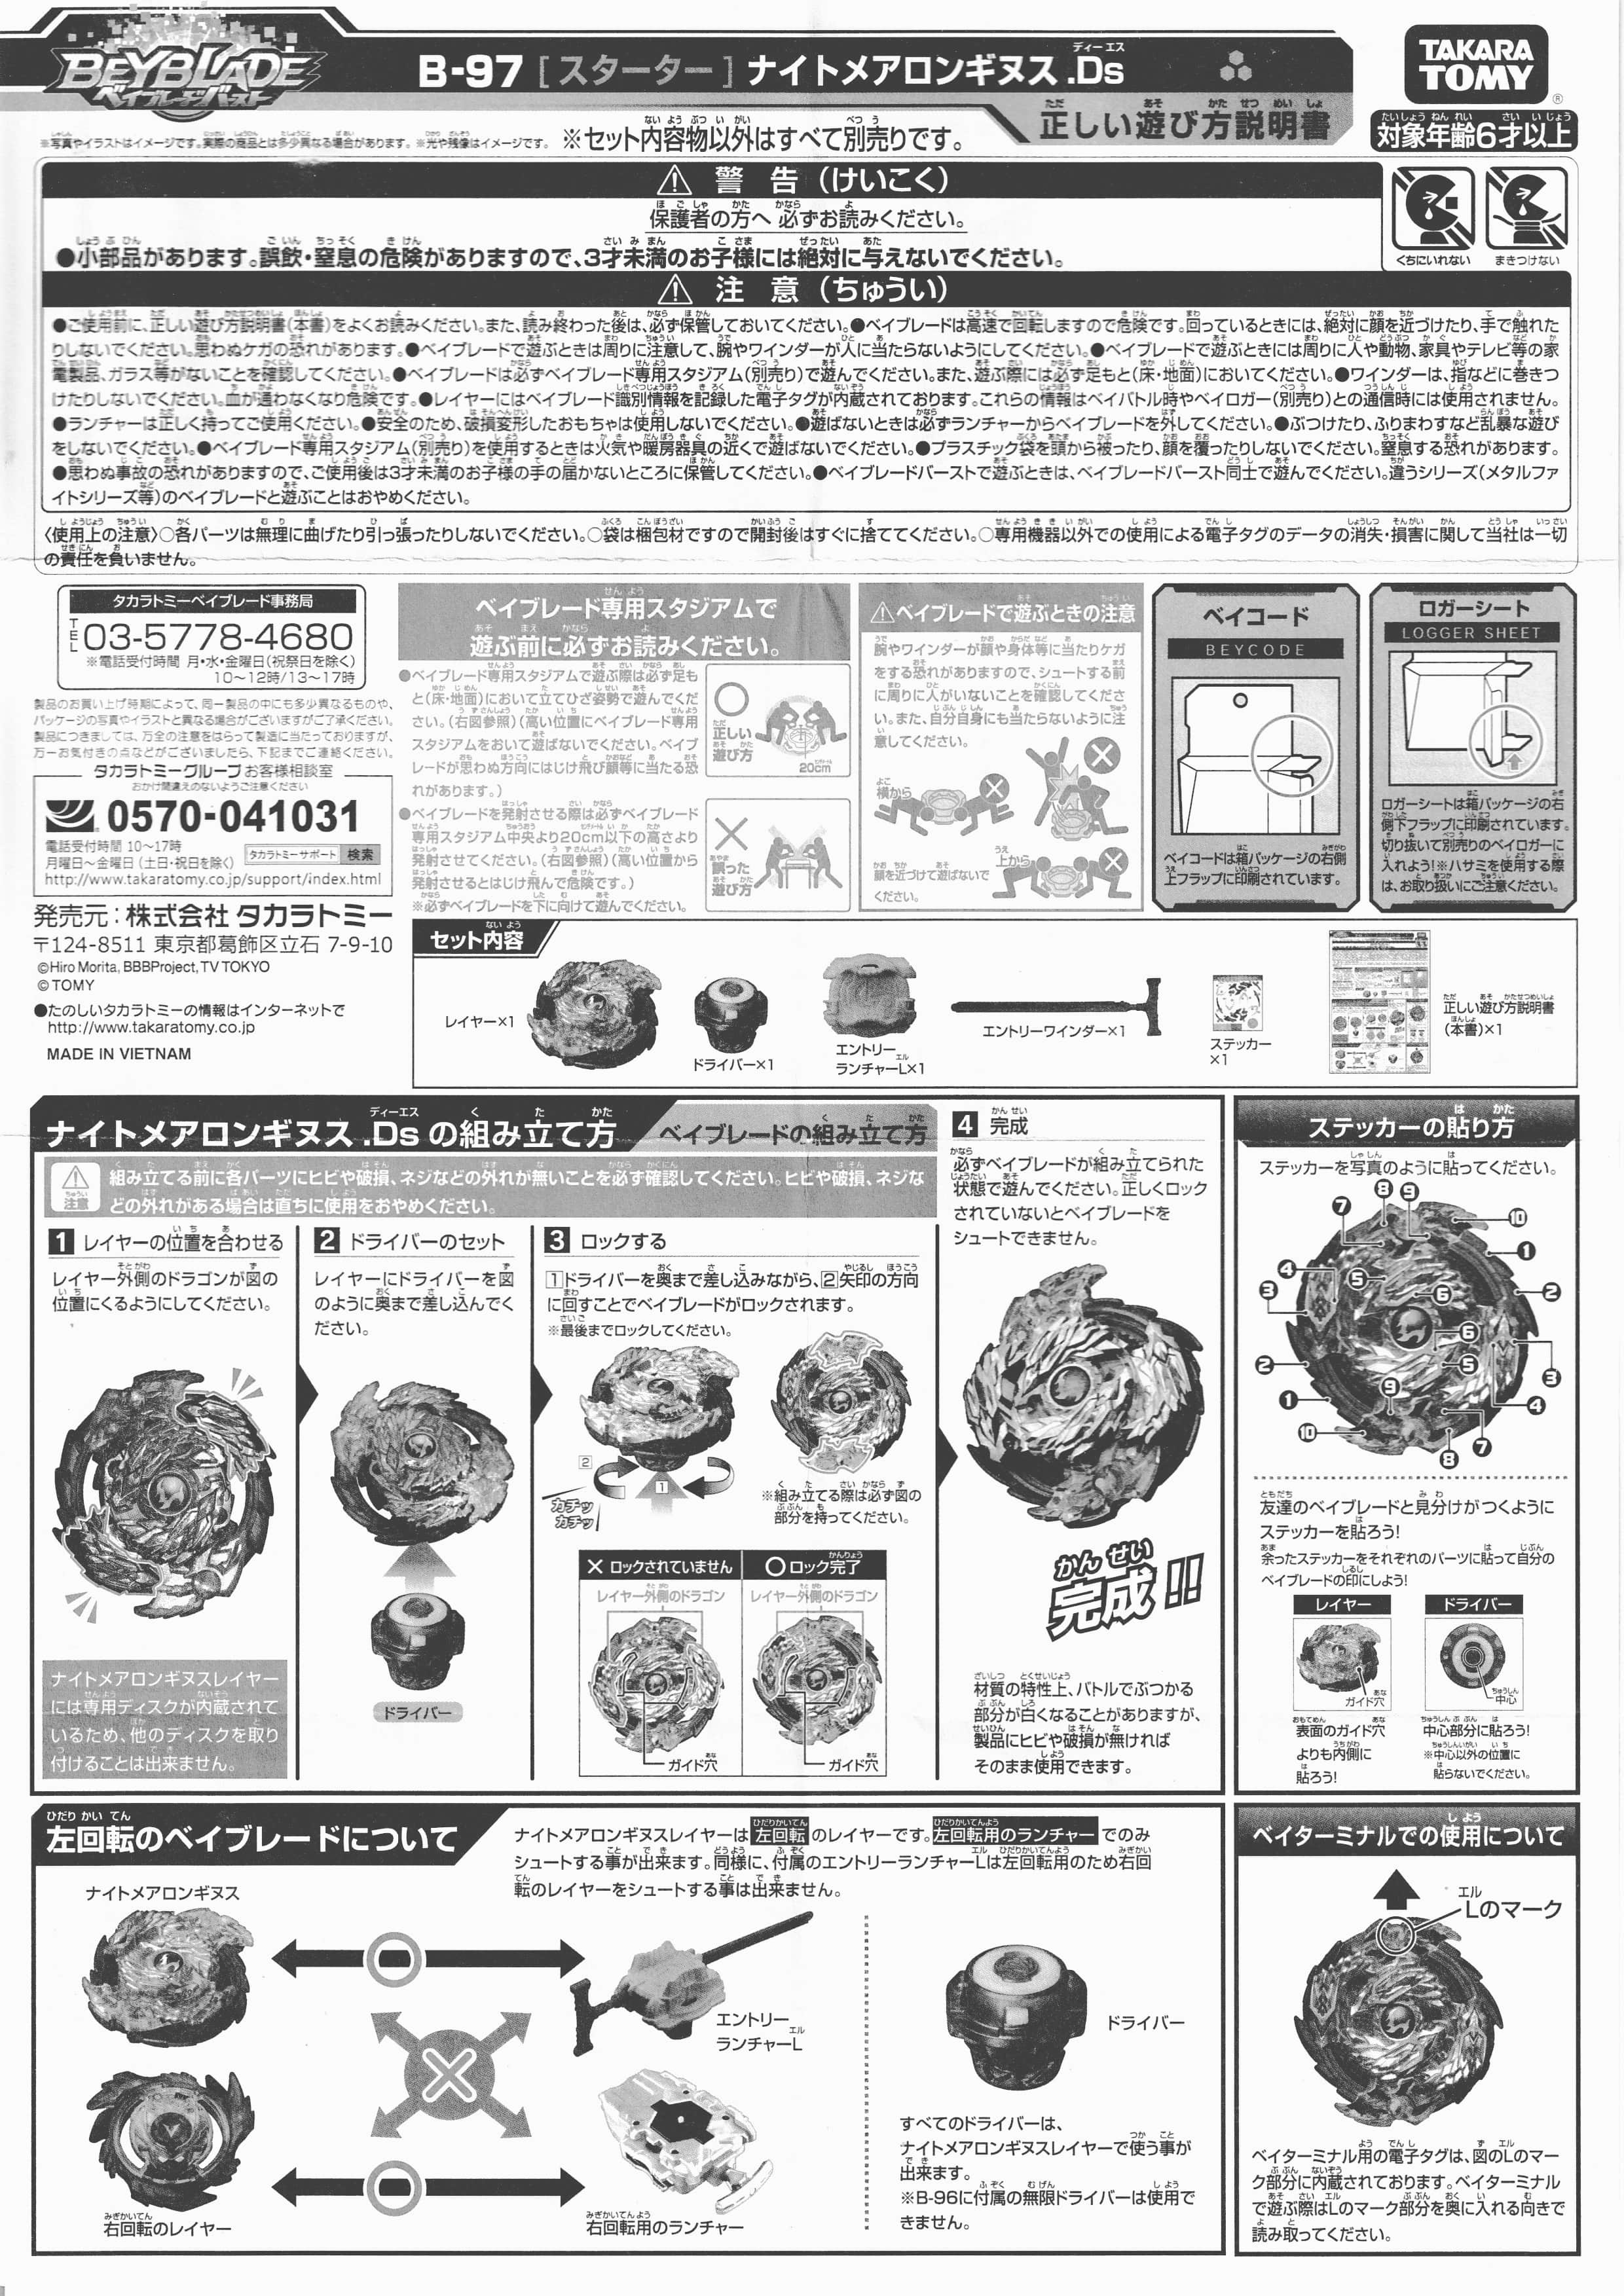 BEYBLADE
ベイブレードバースト
B-97 [スターター] ナイトメアロンギヌス.Ds
正しい遊び方説明書
TAKARA
TOMY
対象年齢6才以上
※写真やイラストはイメージです。実際の商品とは多少異なる場合があります。※光や残像はイメージです。 ※セット内容物以外はすべて別売りです。
⚠ 警告(けいこく)
保護者の方へ 必ずお読みください。
●小部品があります。誤飲・窒息の危険がありますので、3才未満のお子様には絶対に与えないでください。
くちにいれない まきつけない
⚠ 注意(ちゅうい)
●ご使用前に、正しい遊び方説明書(本書)をよくお読みください。また、読み終わった後は、必ず保管しておいてください。●ベイブレードは高速で回転しますので危険です。回っているときには、絶対に顔を近づけたり、手で触れた
りしないでください。思わぬケガの恐れがあります。●ベイブレードで遊ぶときは周りに注意して、腕やワインダーが人に当たらないようにしてください。●ベイブレードで遊ぶときには周りに人や動物、家具やテレビ等の家
電製品、ガラス等がないことを確認してください。●ベイブレードは必ずベイブレード専用スタジアム(別売り)で遊んでください。また、遊ぶ際には必ず足もと(床・地面)においてください。●ワインダーは、指などに巻きつ
けたりしないでください。血が通わなくなり危険です。●レイヤーにはベイブレード識別情報を記録した電子タグが内蔵されております。これらの情報はベイバトル時やベイロガー(別売り)との通信時には使用されません。
●ランチャーは正しく持ってご使用ください。●安全のため、破損変形したおもちゃは使用しないでください。●遊ばないときは必ずランチャーからベイブレードを外してください。●ぶつけたり、ふりまわすなど乱暴な遊び
をしないでください。●ベイブレード専用スタジアム(別売り)を使用するときは火気や暖房器具の近くで遊ばないでください。●プラスチック袋を頭から被ったり、顔を覆ったりしないでください。窒息する恐れがあります。
●思わぬ事故の恐れがありますので、ご使用後は3才未満のお子様の手の届かないところに保管してください。●ベイブレードバーストで遊ぶときは、ベイブレードバースト同士で遊んでください。違うシリーズ(メタルファ
イトシリーズ等)のベイブレードと遊ぶことはおやめください。
〈使用上の注意〉○各パーツは無理に曲げたり引っ張ったりしないでください。○袋は梱包材ですので開封後はすぐに捨ててください。○専用機器以外での使用による電子タグのデータの消失・損害に関して当社は一切
の責任を負いません。
タカラトミーベイブレード事務局
TEL 03-5778-4680
※電話受付時間 月・水・金曜日(祝祭日を除く)
10〜12時/13〜17時
製品のお買い上げ時期によって、同一製品の中にも多少異なるものや、
パッケージの写真やイラストと異なる場合がございますがご了承ください。
製品につきましては、万全の注意をはらって製造に当たっておりますが、
万一お気付きの点などがございましたら、下記までご連絡ください。
タカラトミーグループお客様相談室
おかけ間違えのないようご注意ください
0570-041031
電話受付時間 10〜17時
月曜日〜金曜日(土日・祝日を除く) タカラトミーサポート 検索
http://www.takaratomy.co.jp/support/index.html
発売元:株式会社 タカラトミー
〒124-8511 東京都葛飾区立石 7-9-10
©Hiro Morita, BBBProject, TV TOKYO
©TOMY
●たのしいタカラトミーの情報はインターネットで
http://www.takaratomy.co.jp
MADE IN VIETNAM
ベイブレード専用スタジアムで
遊ぶ前に必ずお読みください。
●ベイブレード専用スタジアムで遊ぶ際は必ず足も
と(床・地面)において立てひざ姿勢で遊んでくだ
さい。(右図参照)(高い位置にベイブレード専用
スタジアムをおいて遊ばないでください。ベイブ
レードが思わぬ方向にはじけ飛び顔等に当たる恐
れがあります。)
●ベイブレードを発射させる際は必ずベイブレード
専用スタジアム中央より20cm以下の高さより
発射させてください。(右図参照)(高い位置から
発射させるとはじけ飛んで危険です。)
※必ずベイブレードを下に向けて遊んでください。
正しい
遊び方
20cm
誤った
遊び方
⚠ベイブレードで遊ぶときの注意
腕やワインダーが顔や身体等に当たりケガ
をする恐れがありますので、シュートする前
に周りに人がいないことを確認してくださ
い。また、自分自身にも当たらないように注
意してください。
横から
上から
顔を近づけて遊ばないで
ください。
ベイコード
BEYCODE
ベイコードは箱パッケージの右側
上フラップに印刷されています。
ロガーシート
LOGGER SHEET
ロガーシートは箱パッケージの右
側下フラップに印刷されています。
切り抜いて別売りのベイロガーに
入れよう!※ハサミを使用する際
は、お取り扱いにご注意ください。
セット内容
レイヤー×1
ドライバー×1
エントリー
ランチャーL×1
エントリーワインダー×1
ステッカー
×1
正しい遊び方説明書
(本書)×1
ナイトメアロンギヌス.Dsの組み立て方 ベイブレードの組み立て方
⚠注意
組み立てる前に各パーツにヒビや破損、ネジなどの外れが無いことを必ず確認してください。ヒビや破損、ネジな
どの外れがある場合は直ちに使用をおやめください。
1 レイヤーの位置を合わせる
レイヤー外側のドラゴンが図の
位置にくるようにしてください。
ナイトメアロンギヌスレイヤー
には専用ディスクが内蔵されて
いるため、他のディスクを取り
付けることは出来ません。
2 ドライバーのセット
レイヤーにドライバーを図
のように奥まで差し込んでく
ださい。
ドライバー
3 ロックする
1ドライバーを奥まで差し込みながら、2矢印の方向
に回すことでベイブレードがロックされます。
※最後までロックしてください。
2
1
カチッ
カチッ
※組み立てる際は必ず図の
部分を持ってください。
×ロックされていません
レイヤー外側のドラゴン
ガイド穴
○ロック完了
レイヤー外側のドラゴン
ガイド穴
4 完成
必ずベイブレードが組み立てられた
状態で遊んでください。正しくロック
されていないとベイブレードを
シュートできません。
完成!!
材質の特性上、バトルでぶつかる
部分が白くなることがありますが、
製品にヒビや破損が無ければ
そのまま使用できます。
ステッカーの貼り方
ステッカーを写真のように貼ってください。
⑦ ⑧ ⑨ ⑩ ① ② ③ ④ ⑤ ⑥
⑥ ⑤ ④ ③ ② ① ⑩ ⑨ ⑧ ⑦
友達のベイブレードと見分けがつくように
ステッカーを貼ろう!
余ったステッカーをそれぞれのパーツに貼って自分の
ベイブレードの印にしよう!
レイヤー
ガイド穴
表面のガイド穴
よりも内側に
貼ろう!
ドライバー
中心
中心部分に貼ろう!
※中心以外の位置に
貼らないでください。
左回転のベイブレードについて
ナイトメアロンギヌスレイヤーは 左回転 のレイヤーです。左回転用のランチャー でのみ
シュートする事が出来ます。同様に、付属のエントリーランチャーLは左回転用のため右回
転のレイヤーをシュートする事は出来ません。
ナイトメアロンギヌス
エントリー
ランチャーL
右回転のレイヤー
右回転用のランチャー
ドライバー
すべてのドライバーは、
ナイトメアロンギヌスレイヤーで使う事が
出来ます。
※B-96に付属の無限ドライバーは使用で
きません。
ベイターミナルでの使用について
Lのマーク
ベイターミナル用の電子タグは、図のLのマー
ク部分に内蔵されております。ベイターミナル
で遊ぶ際はLのマーク部分を奥に入れる向きで
読み取ってください。